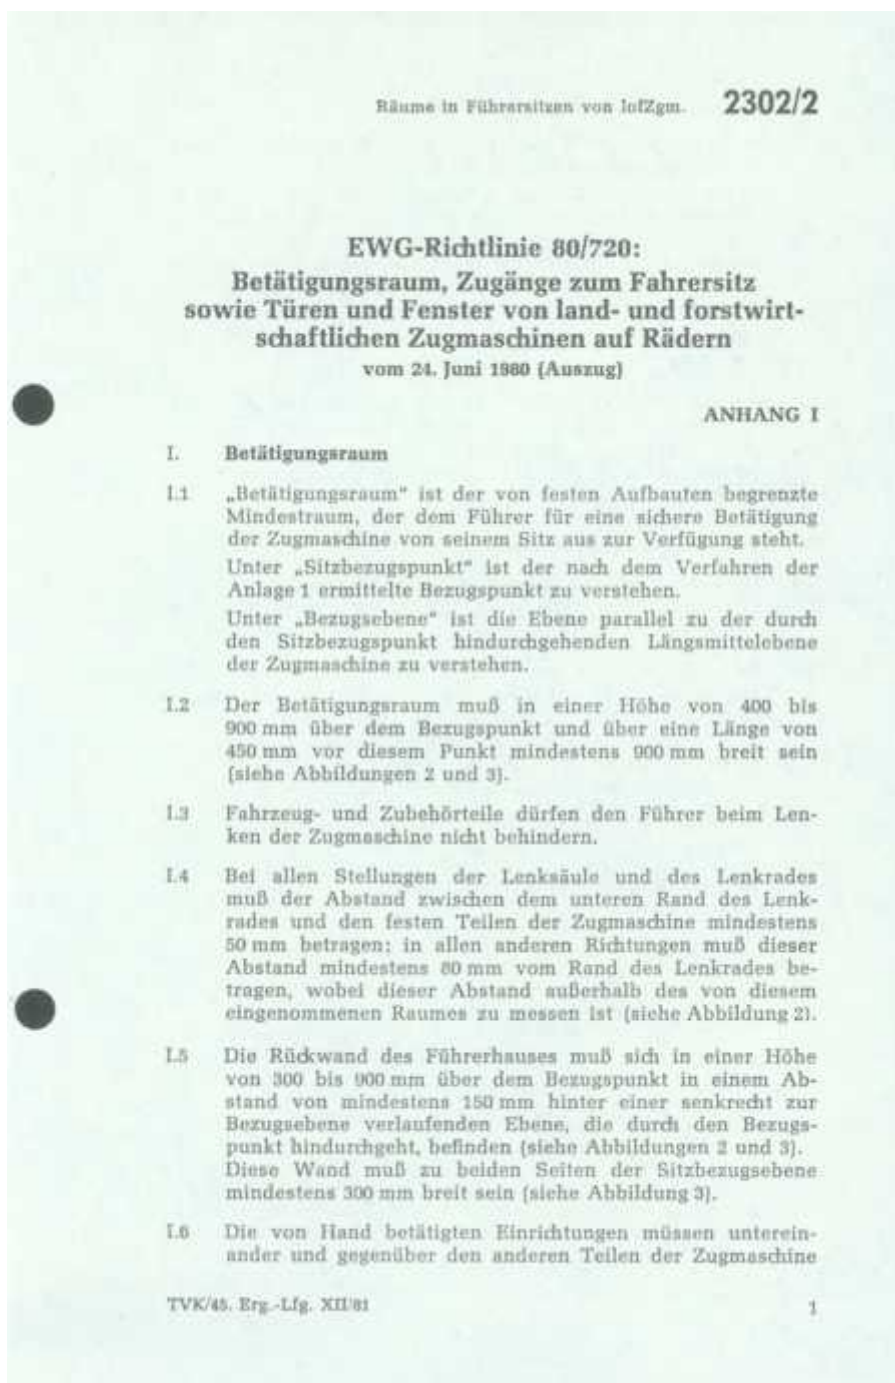 Räume in Führersitzen von lofZgm. 2302/2
EWG-Richtlinie 80/720:
Betätigungsraum, Zugänge zum Fahrersitz
sowie Türen und Fenster von land- und forstwirt-
schaftlichen Zugmaschinen auf Rädern
vom 24. Juni 1980 (Auszug)
ANHANG I
I. Betätigungsraum
I.1 „Betätigungsraum“ ist der von festen Aufbauten begrenzte
Mindestraum, der dem Führer für eine sichere Betätigung
der Zugmaschine von seinem Sitz aus zur Verfügung steht.
Unter „Sitzbezugspunkt“ ist der nach dem Verfahren der
Anlage 1 ermittelte Bezugspunkt zu verstehen.
Unter „Bezugsebene“ ist die Ebene parallel zu der durch
den Sitzbezugspunkt hindurchgehenden Längsmittelebene
der Zugmaschine zu verstehen.
I.2 Der Betätigungsraum muß in einer Höhe von 400 bis
900 mm über dem Bezugspunkt und über eine Länge von
450 mm vor diesem Punkt mindestens 900 mm breit sein
(siehe Abbildungen 2 und 3).
I.3 Fahrzeug- und Zubehörteile dürfen den Führer beim Len-
ken der Zugmaschine nicht behindern.
I.4 Bei allen Stellungen der Lenksäule und des Lenkrades
muß der Abstand zwischen dem unteren Rand des Lenk-
rades und den festen Teilen der Zugmaschine mindestens
50 mm betragen; in allen anderen Richtungen muß dieser
Abstand mindestens 80 mm vom Rand des Lenkrades be-
tragen, wobei dieser Abstand außerhalb des von diesem
eingenommenen Raumes zu messen ist (siehe Abbildung 2).
I.5 Die Rückwand des Führerhauses muß sich in einer Höhe
von 300 bis 900 mm über dem Bezugspunkt in einem Ab-
stand von mindestens 150 mm hinter einer senkrecht zur
Bezugsebene verlaufenden Ebene, die durch den Bezugs-
punkt hindurchgeht, befinden (siehe Abbildungen 2 und 3).
Diese Wand muß zu beiden Seiten der Sitzbezugsebene
mindestens 300 mm breit sein (siehe Abbildung 3).
I.6 Die von Hand betätigten Einrichtungen müssen unterein-
ander und gegenüber den anderen Teilen der Zugmaschine
TVK/45. Erg.-Lfg. XII/81 1